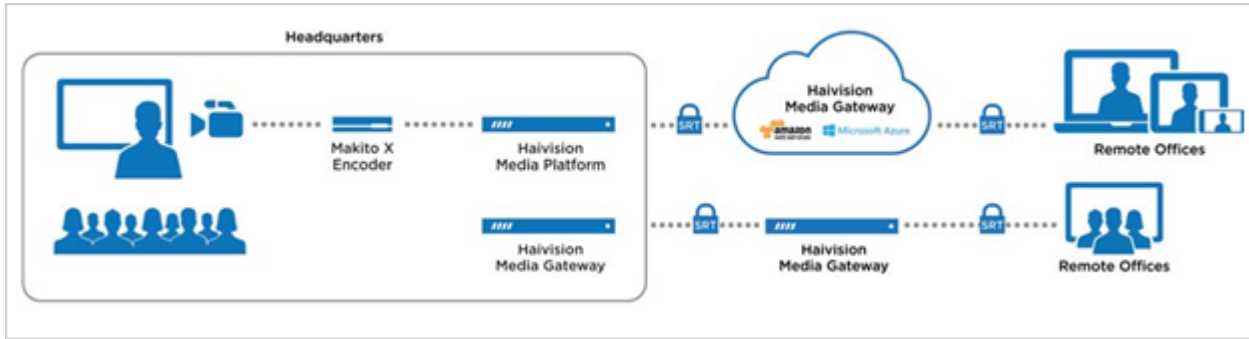 Headquarters
Makito X
Encoder
Haivision
Media Platform
SRT
Haivision
Media Gateway
amazon
web services
Microsoft Azure
SRT
Remote Offices
Haivision
Media Gateway
SRT
Haivision
Media Gateway
SRT
Remote Offices